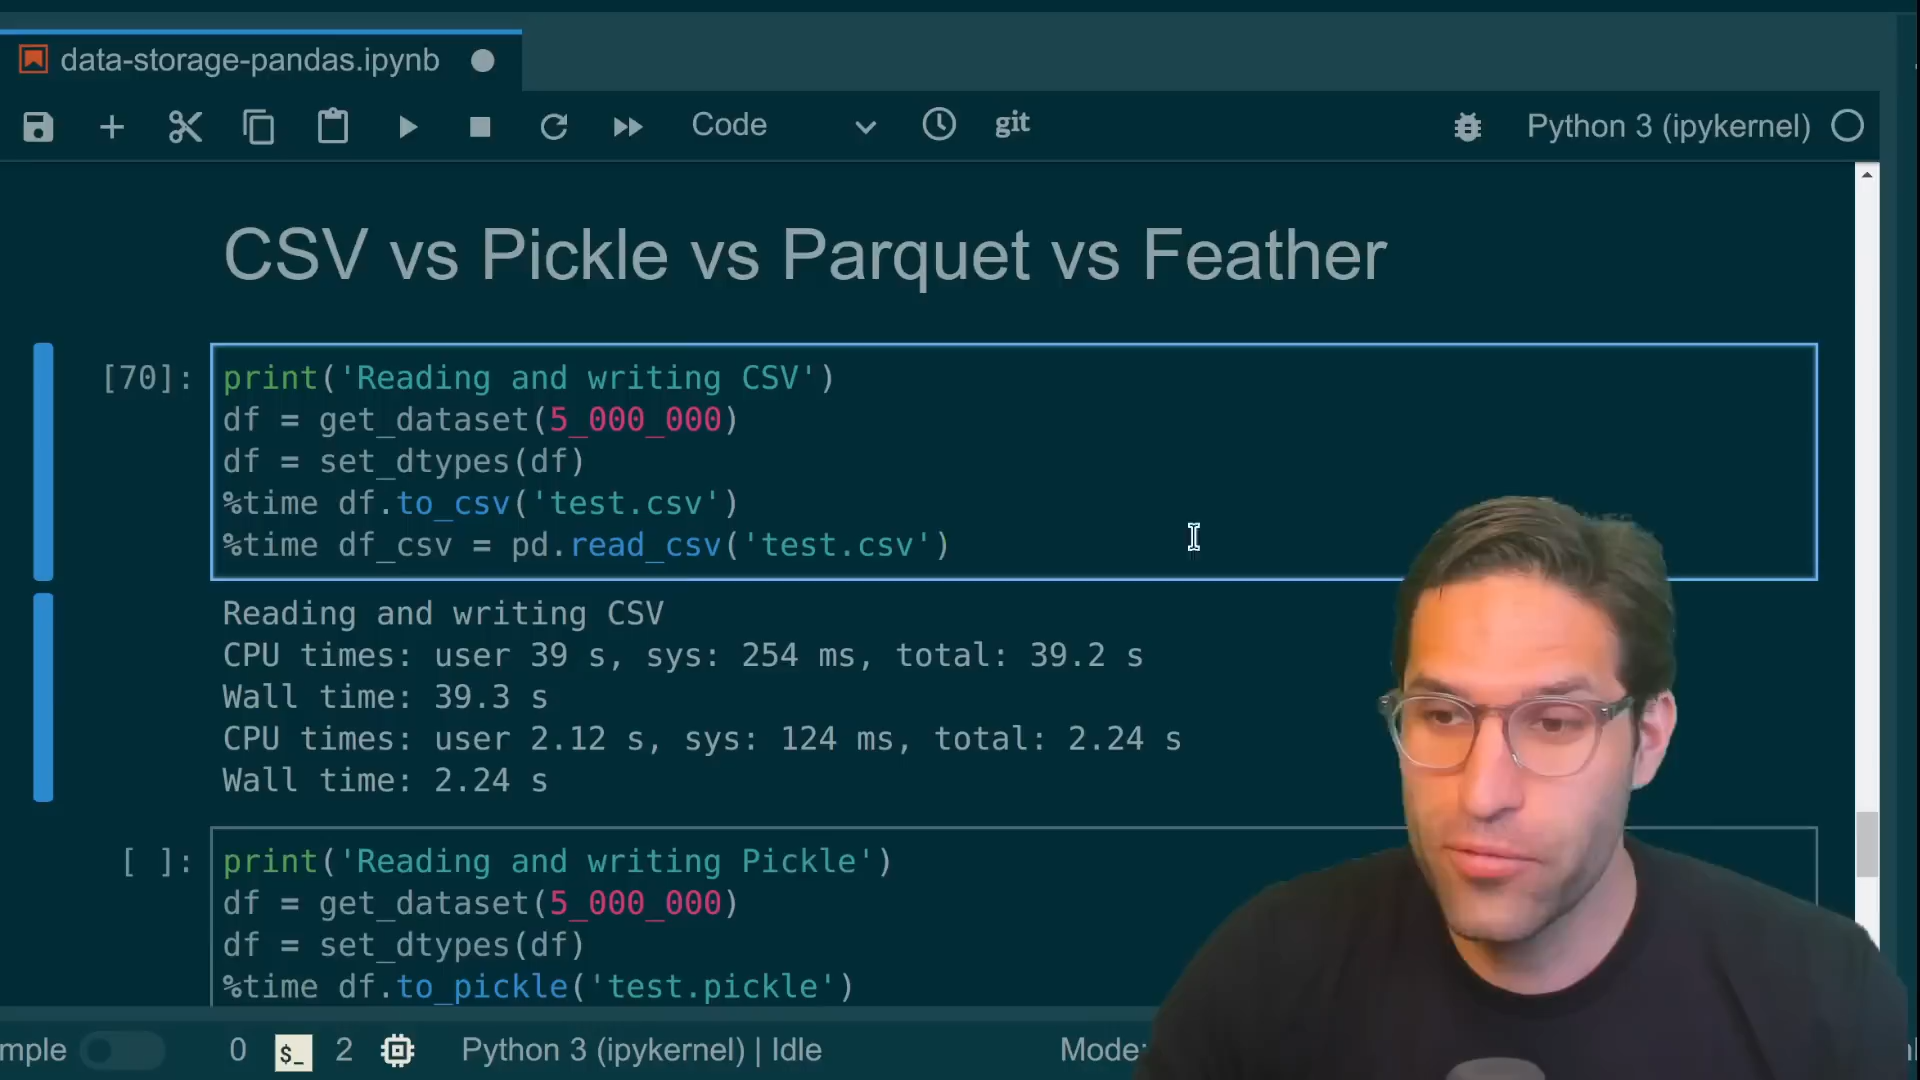 data-storage-pandas.ipynb
Code
git
Python 3 (ipykernel)
CSV vs Pickle vs Parquet vs Feather
[70]:
print('Reading and writing CSV')
df = get_dataset(5_000_000)
df = set_dtypes(df)
%time df.to_csv('test.csv')
%time df_csv = pd.read_csv('test.csv')
Reading and writing CSV
CPU times: user 39 s, sys: 254 ms, total: 39.2 s
Wall time: 39.3 s
CPU times: user 2.12 s, sys: 124 ms, total: 2.24 s
Wall time: 2.24 s
[ ]:
print('Reading and writing Pickle')
df = get_dataset(5_000_000)
df = set_dtypes(df)
%time df.to_pickle('test.pickle')
mple 0 $_ 2 Python 3 (ipykernel) | Idle Mode: